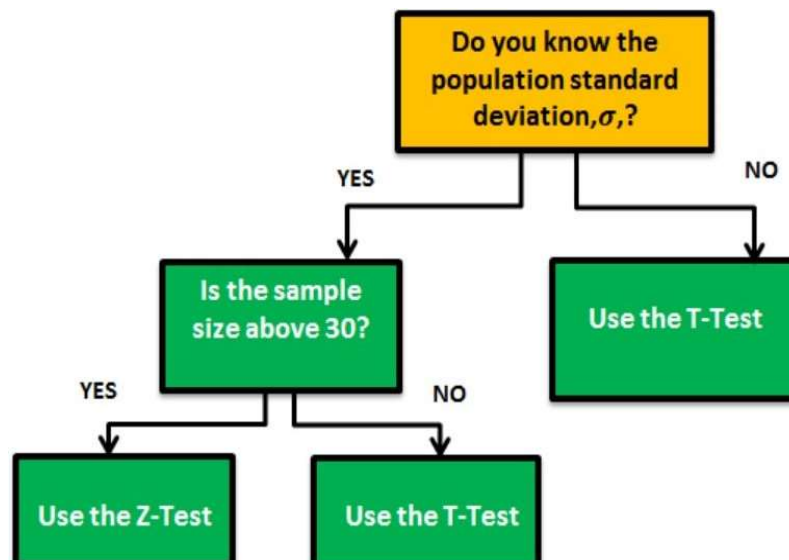 Do you know the
population standard
deviation,σ,?
YES
NO
Is the sample
size above 30?
Use the T-Test
YES
NO
Use the Z-Test
Use the T-Test